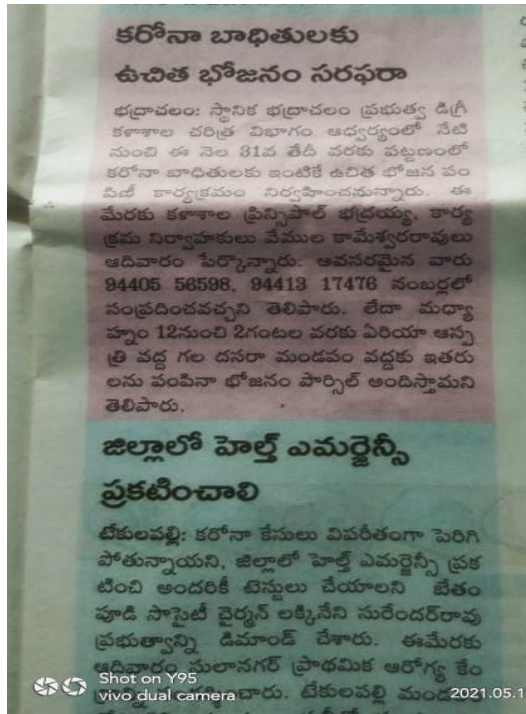 కరోనా బాధితులకు
ఉచిత భోజనం సరఫరా
భద్రాచలం: స్థానిక భద్రాచలం ప్రభుత్వ డిగ్రీ
కళాశాల చరిత్ర విభాగం ఆధ్వర్యంలో నేటి
నుంచి ఈ నెల 31వ తేదీ వరకు పట్టణంలో
కరోనా బాధితులకు ఇంటికే ఉచిత భోజన పం
పిణీ కార్యక్రమం నిర్వహించనున్నారు. ఈ
మేరకు కళాశాల ప్రిన్సిపాల్ భద్రయ్య, కార్య
క్రమ నిర్వాహకులు వేముల కామేశ్వరరావులు
ఆదివారం పేర్కొన్నారు. అవసరమైన వారు
94405 56598, 94413 17476 నంబర్లలో
సంప్రదించవచ్చని తెలిపారు. లేదా మధ్యా
హ్నం 12నుంచి 2గంటల వరకు ఏరియా ఆస్ప
త్రి వద్ద గల దసరా మండపం వద్దకు ఇతరు
లను పంపినా భోజనం పార్సిల్ అందిస్తామని
తెలిపారు.
జిల్లాలో హెల్త్ ఎమర్జెన్సీ
ప్రకటించాలి
టేకులపల్లి: కరోనా కేసులు విపరీతంగా పెరిగి
పోతున్నాయని, జిల్లాలో హెల్త్ ఎమర్జెన్సీ ప్రక
టించి అందరికీ టెస్టులు చేయాలని బేతం
పూడి సొసైటీ చైర్మన్ లక్కినేని సురేందర్‌రావు
ప్రభుత్వాన్ని డిమాండ్ చేశారు. ఈమేరకు
ఆదివారం సులానగర్ ప్రాథమిక ఆరోగ్య కేం
చారు. టేకులపల్లి
Shot on Y95
vivo dual camera
2021.05.1